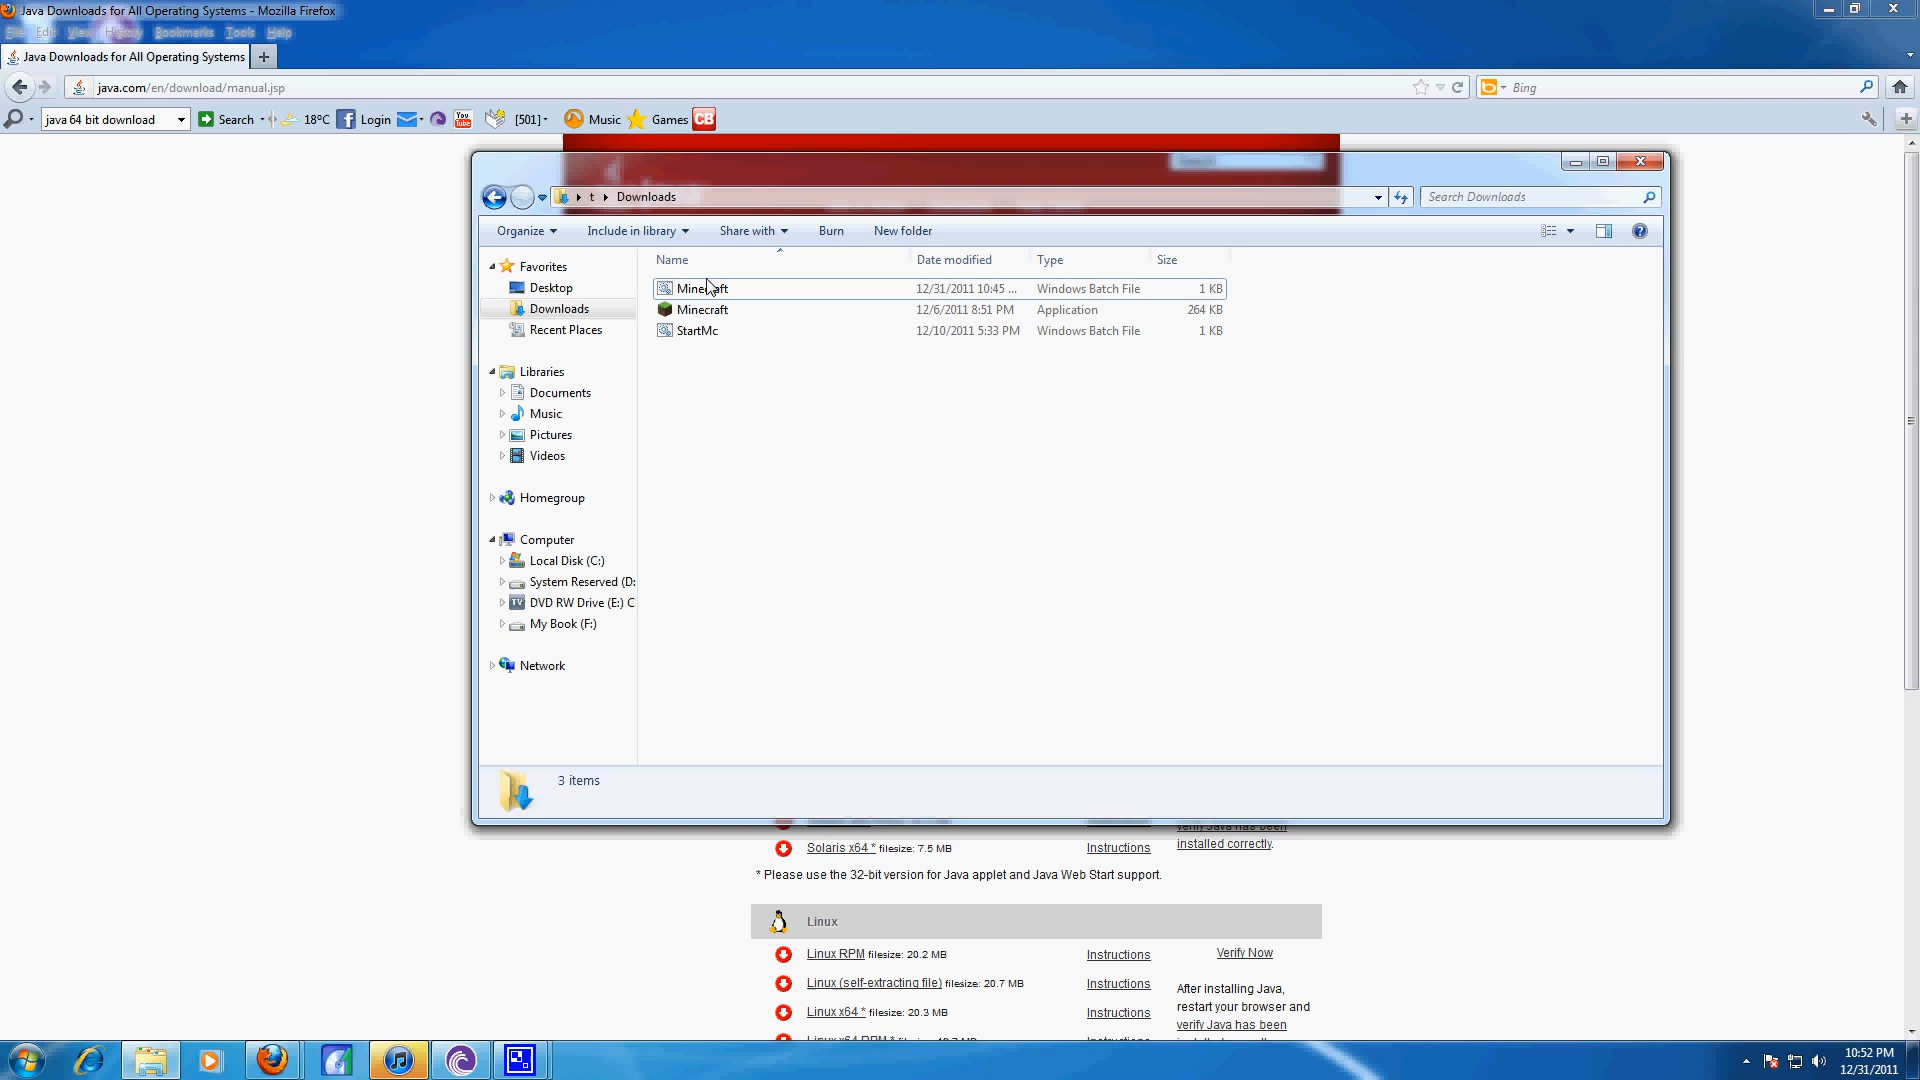 Java Downloads for All Operating Systems - Mozilla Firefox
File Edit View History Bookmarks Tools Help
Java Downloads for All Operating Systems
java.com/en/download/manual.jsp
Bing
java 64 bit download
Search
18°C
Login
You Tube
[501]
Music
Games
CB
t
Downloads
Search Downloads
Organize
Include in library
Share with
Burn
New folder
Name Date modified Type Size
Minecraft 12/31/2011 10:45 ... Windows Batch File 1 KB
Minecraft 12/6/2011 8:51 PM Application 264 KB
StartMc 12/10/2011 5:33 PM Windows Batch File 1 KB
Favorites
Desktop
Downloads
Recent Places
Libraries
Documents
Music
Pictures
Videos
Homegroup
Computer
Local Disk (C:)
System Reserved (D:
DVD RW Drive (E:) C
My Book (F:)
Network
3 items
verify Java has been
installed correctly.
Solaris x64 * filesize: 7.5 MB Instructions
* Please use the 32-bit version for Java applet and Java Web Start support.
Linux
Linux RPM filesize: 20.2 MB Instructions
Linux (self-extracting file) filesize: 20.7 MB Instructions
Linux x64 * filesize: 20.3 MB Instructions
Verify Now
After installing Java,
restart your browser and
verify Java has been
10:52 PM
12/31/2011